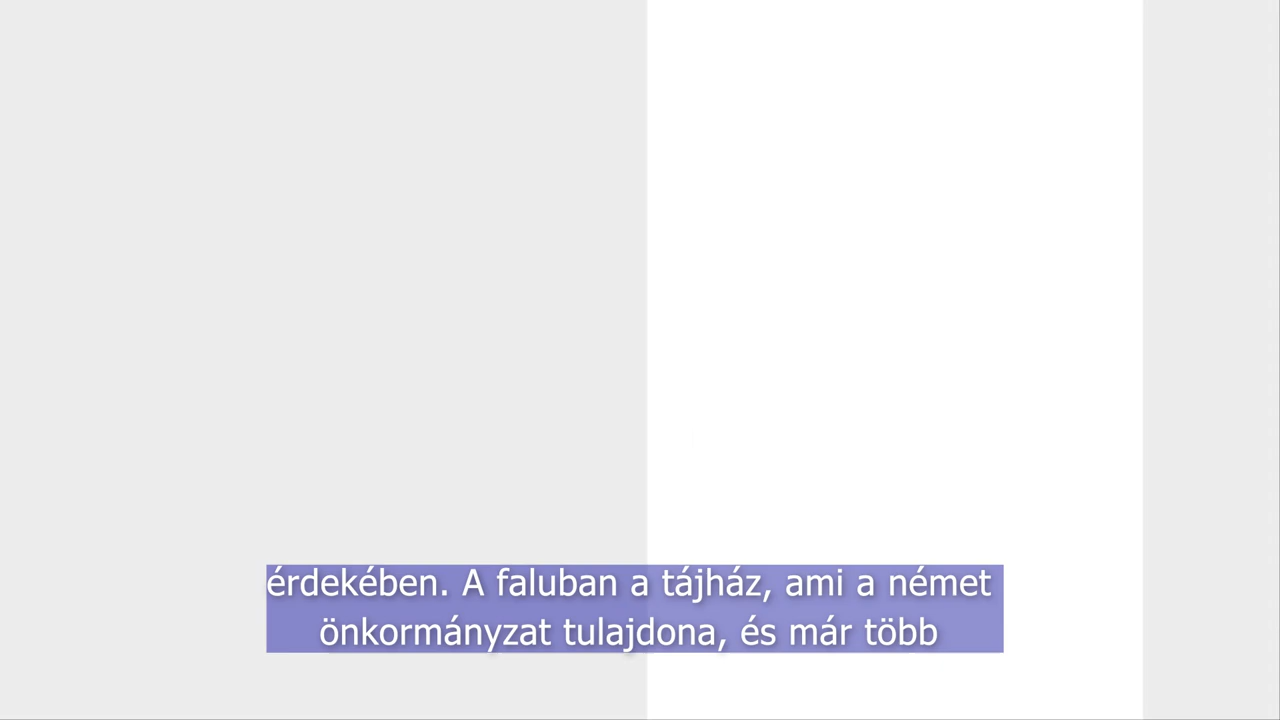 érdekében. A faluban a tájház, ami a német
önkormányzat tulajdona, és már több